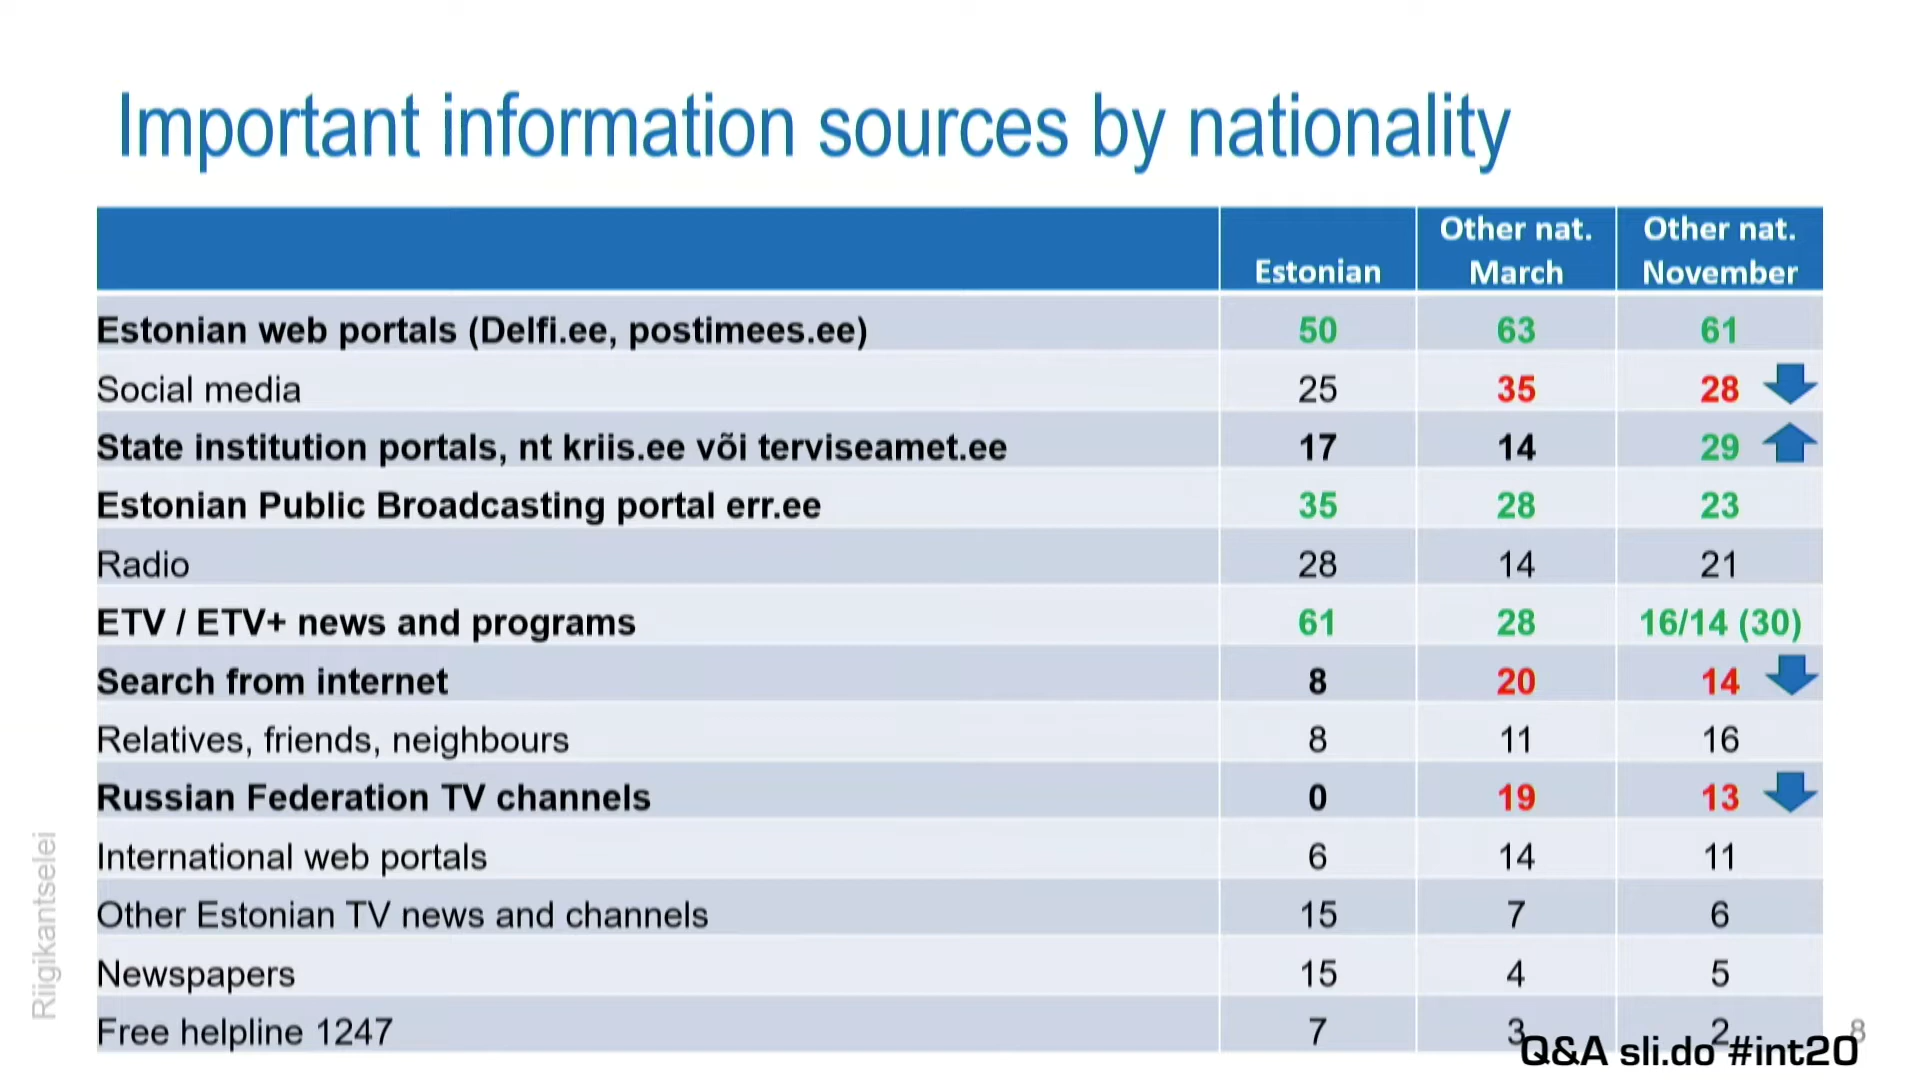 Important information sources by nationality
Estonian
Other nat.
March
Other nat.
November
Estonian web portals (Delfi.ee, postimees.ee) 50 63 61
Social media 25 35 28
State institution portals, nt kriis.ee või terviseamet.ee 17 14 29
Estonian Public Broadcasting portal err.ee 35 28 23
Radio 28 14 21
ETV / ETV+ news and programs 61 28 16/14 (30)
Search from internet 8 20 14
Relatives, friends, neighbours 8 11 16
Russian Federation TV channels 0 19 13
International web portals 6 14 11
Other Estonian TV news and channels 15 7 6
Newspapers 15 4 5
Free helpline 1247 7 3 2
8
Q&A sli.do #int20
Riigikantselei